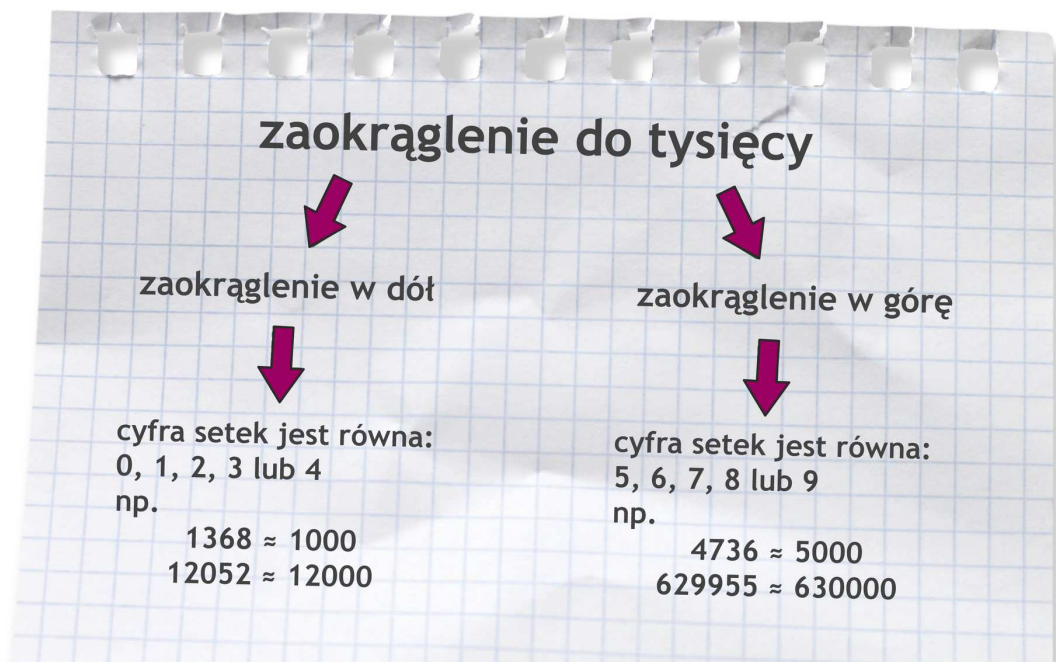 zaokrąglenie do tysięcy
zaokrąglenie w dół
cyfra setek jest równa:
0, 1, 2, 3 lub 4
np.
1368 ≈ 1000
12052 ≈ 12000
zaokrąglenie w górę
cyfra setek jest równa:
5, 6, 7, 8 lub 9
np.
4736 ≈ 5000
629955 ≈ 630000